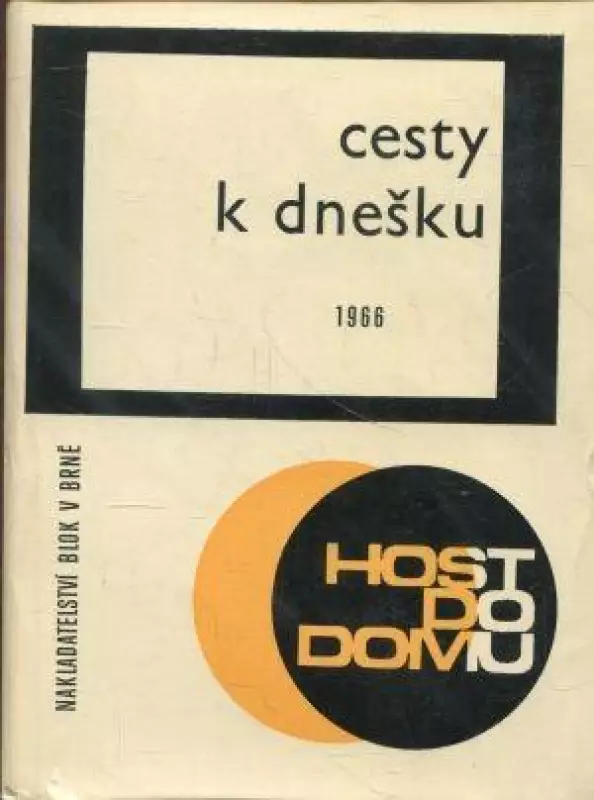 cesty
k dnešku
1966
NAKLADATELSTVÍ BLOK V BRNĚ
HOST
DO
DOMU